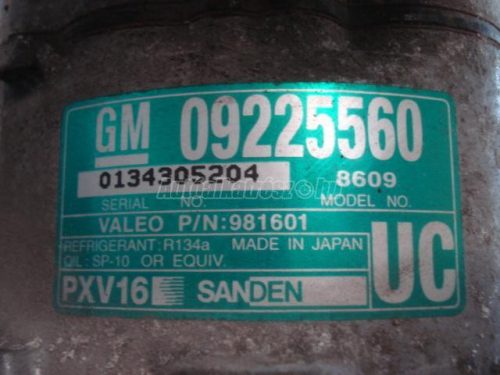 GM 09225560
0134305204 8609
SERIAL NO. MODEL NO.
VALEO P/N:981601
REFRIGERANT:R134a MADE IN JAPAN
OIL:SP-10 OR EQUIV.
PXV16 SANDEN UC